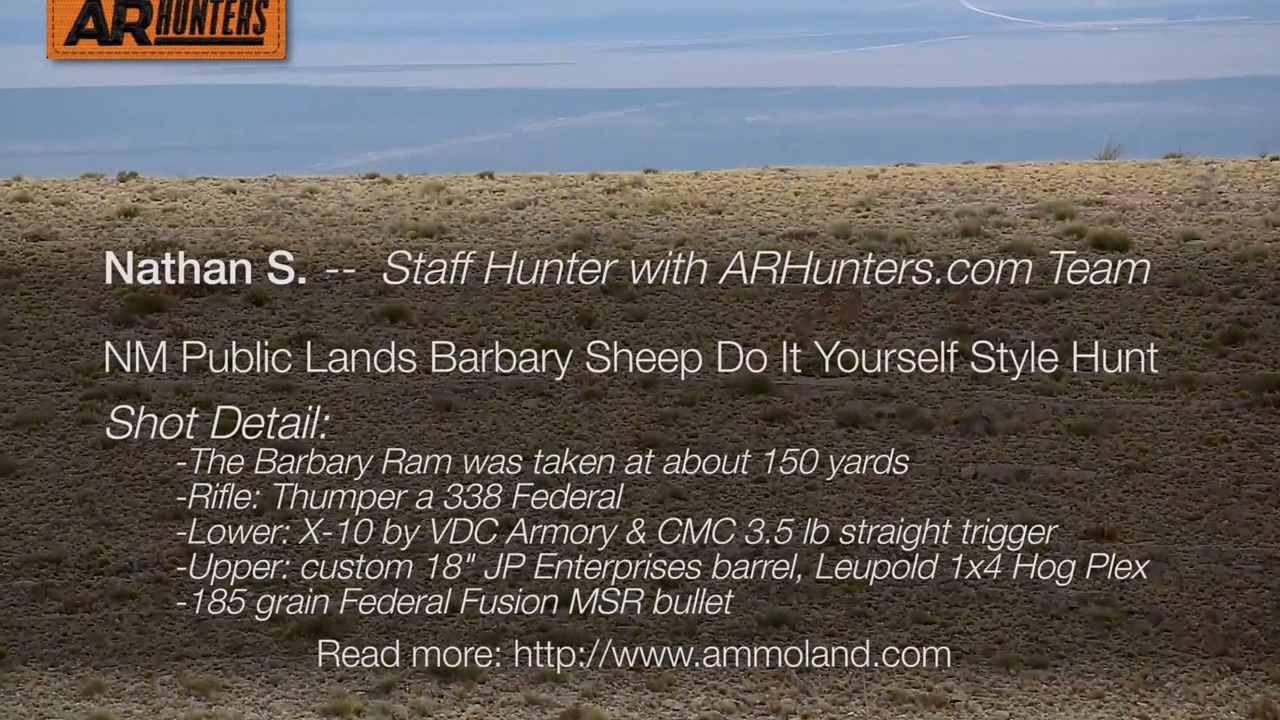 AR HUNTERS
Nathan S. -- Staff Hunter with ARHunters.com Team
NM Public Lands Barbary Sheep Do It Yourself Style Hunt
Shot Detail:
-The Barbary Ram was taken at about 150 yards
-Rifle: Thumper a 338 Federal
-Lower: X-10 by VDC Armory & CMC 3.5 lb straight trigger
-Upper: custom 18" JP Enterprises barrel, Leupold 1x4 Hog Plex
-185 grain Federal Fusion MSR bullet
Read more: http://www.ammoland.com